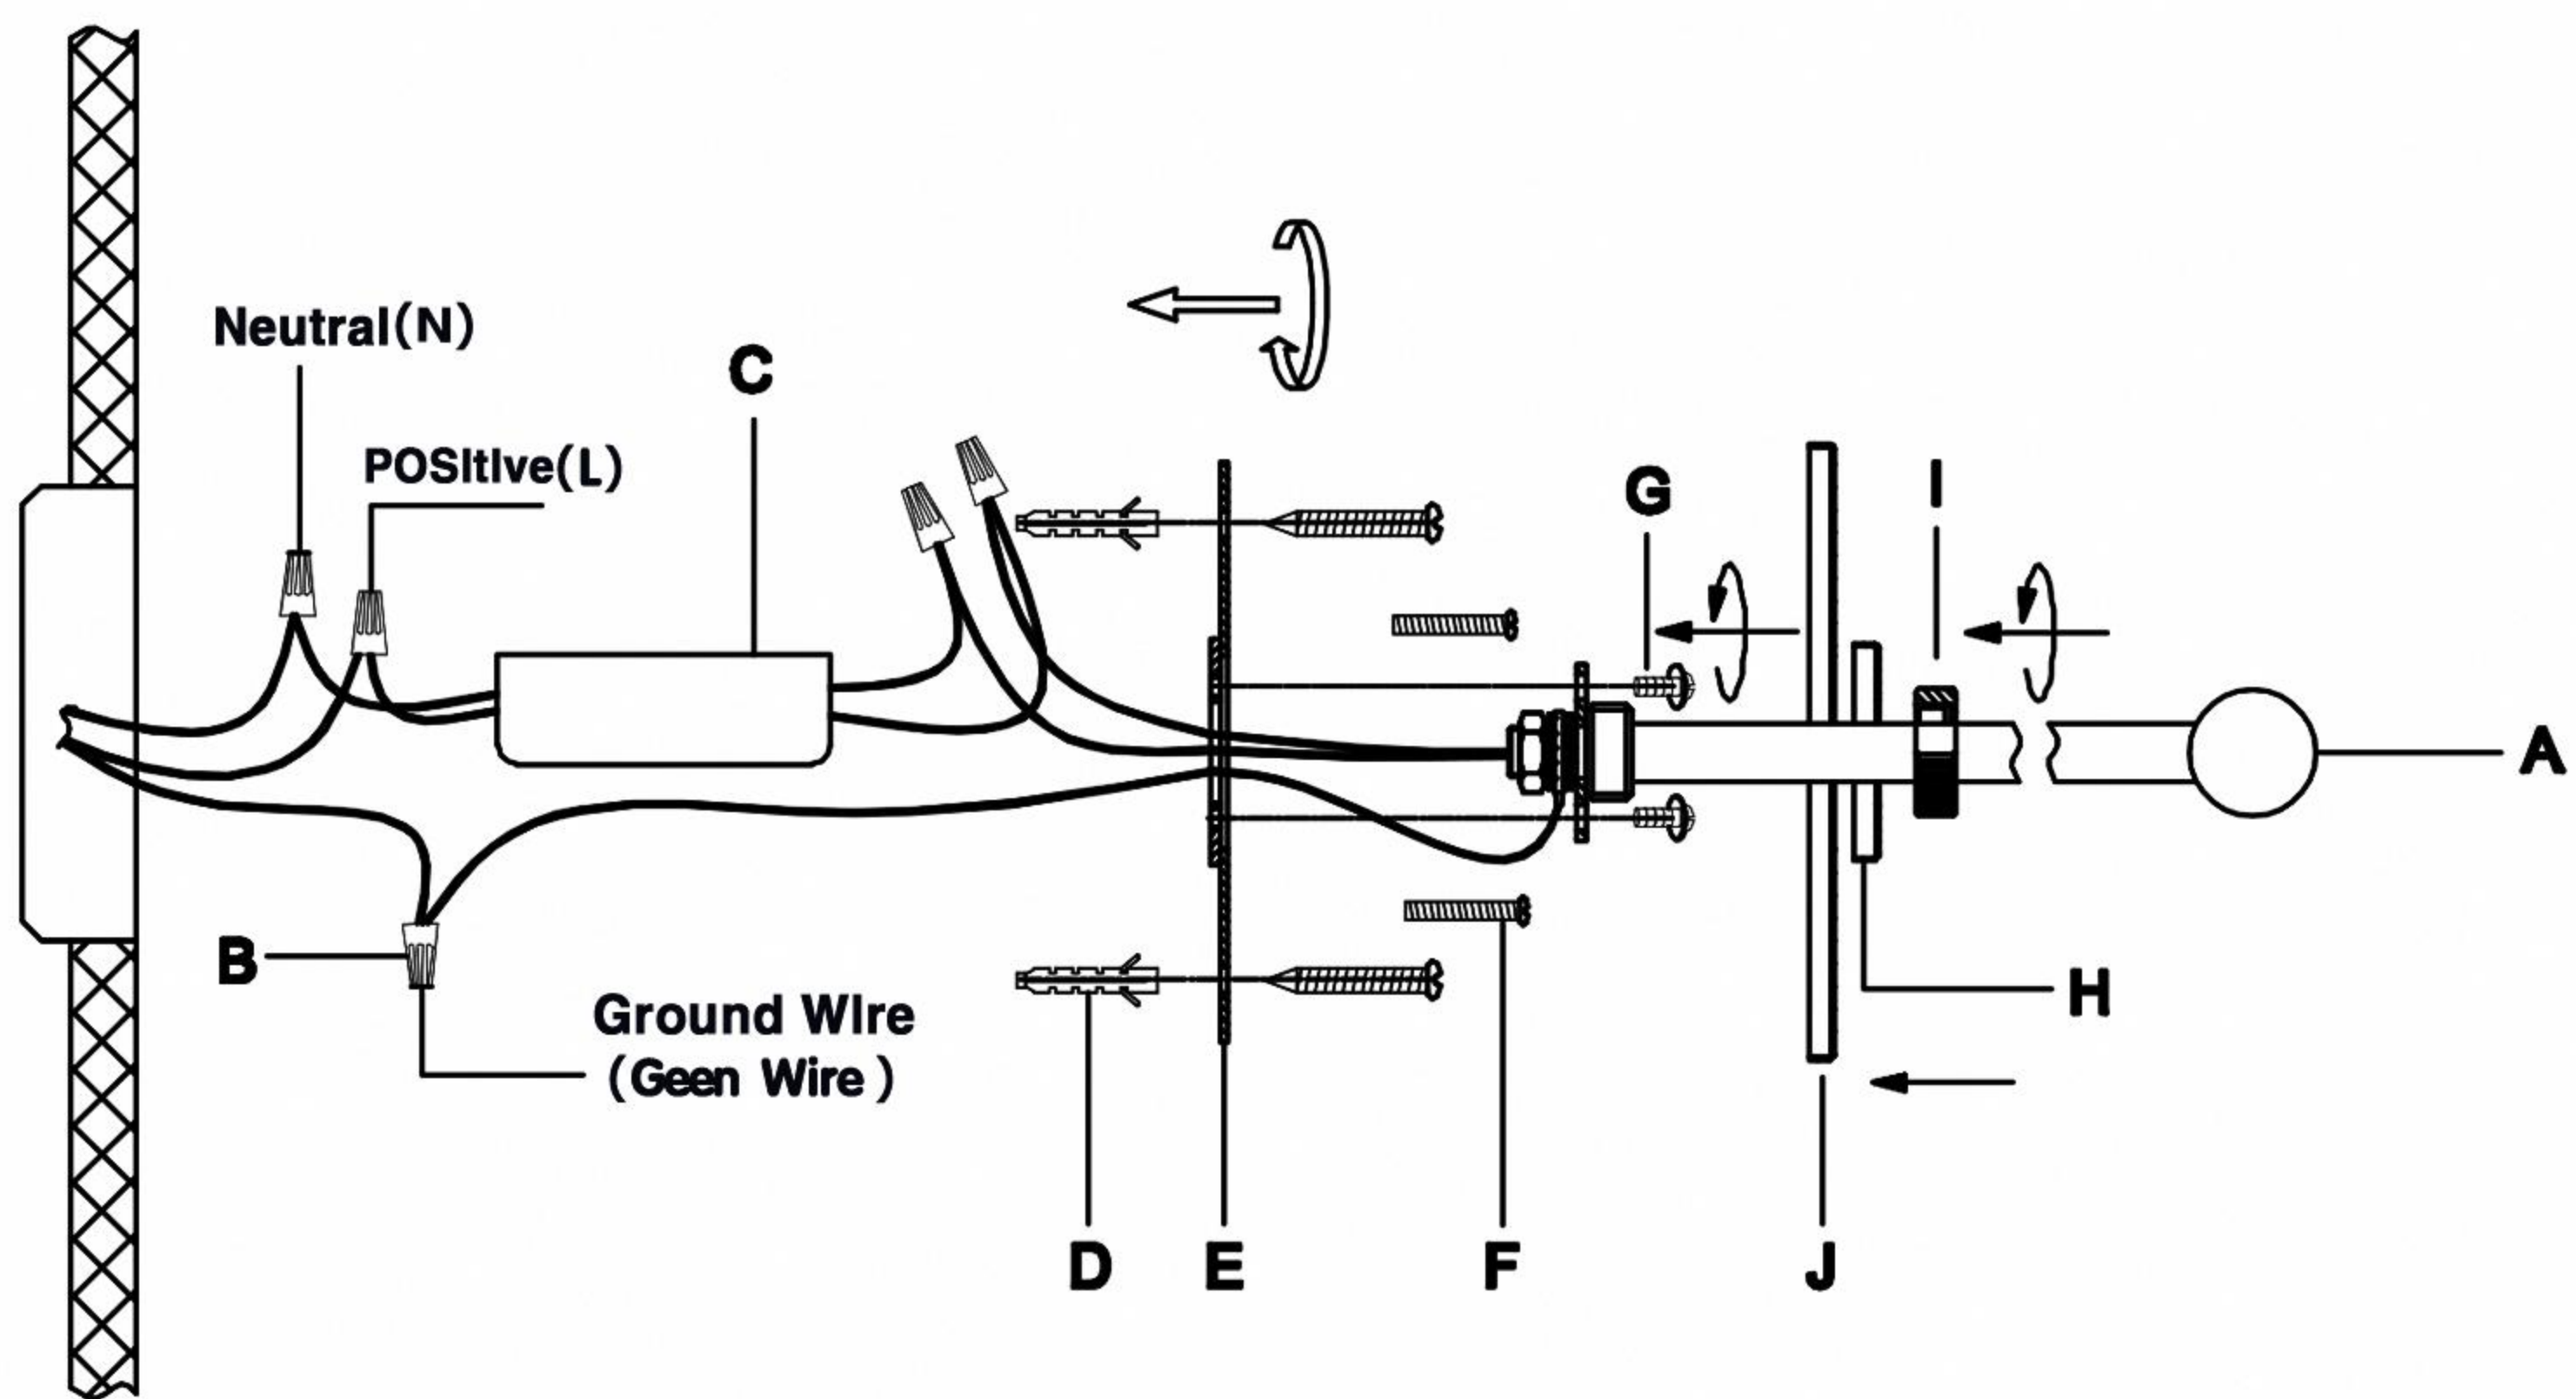 Neutral(N)
C
POSItIve(L)
G
I
A
B
H
Ground WIre
(Geen Wire)
D
E
F
J